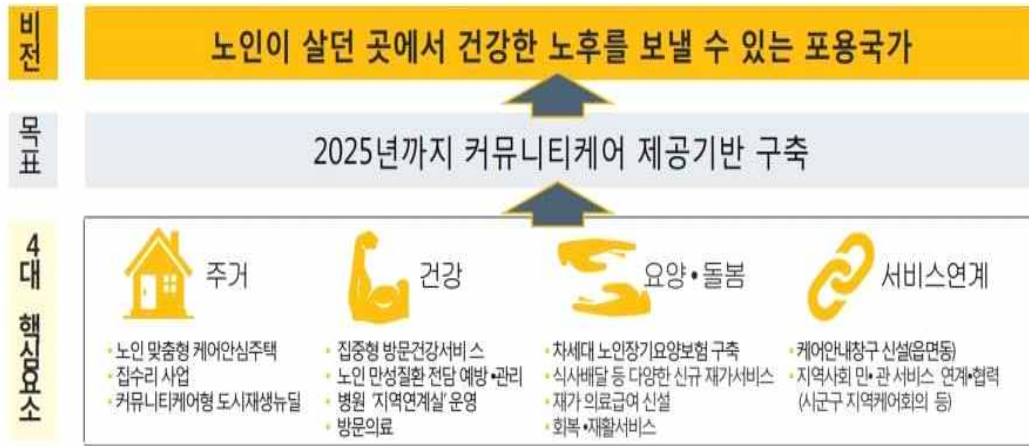 비전
노인이 살던 곳에서 건강한 노후를 보낼 수 있는 포용국가
목표
2025년까지 커뮤니티케어 제공기반 구축
4대 핵심요소
주거
• 노인 맞춤형 케어안심주택
• 집수리 사업
• 커뮤니티케어형 도시재생뉴딜
건강
• 집중형 방문건강서비스
• 노인 만성질환 전담 예방•관리
• 병원 '지역연계실' 운영
• 방문의료
요양•돌봄
• 차세대 노인장기요양보험 구축
• 식사배달 등 다양한 신규 재가서비스
• 재가 의료급여 신설
• 회복•재활서비스
서비스연계
• 케어안내창구 신설(읍면동)
• 지역사회 민•관 서비스 연계•협력
(시군구 지역케어회의 등)